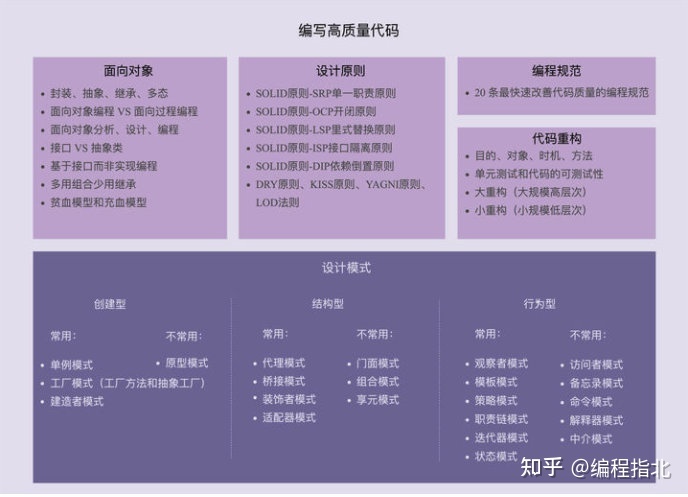 编写高质量代码
面向对象
封装、抽象、继承、多态
面向对象编程 VS 面向过程编程
面向对象分析、设计、编程
接口 VS 抽象类
基于接口而非实现编程
多用组合少用继承
贫血模型和充血模型
设计原则
SOLID原则-SRP单一职责原则
SOLID原则-OCP开闭原则
SOLID原则-LSP里式替换原则
SOLID原则-ISP接口隔离原则
SOLID原则-DIP依赖倒置原则
DRY原则、KISS原则、YAGNI原则、
LOD法则
编程规范
20 条最快速改善代码质量的编程规范
代码重构
目的、对象、时机、方法
单元测试和代码的可测试性
大重构（大规模高层次）
小重构（小规模低层次）
设计模式
创建型
常用：
单例模式
工厂模式（工厂方法和抽象工厂）
建造者模式
不常用：
原型模式
结构型
常用：
代理模式
桥接模式
装饰者模式
适配器模式
不常用：
门面模式
组合模式
享元模式
行为型
常用：
观察者模式
模板模式
策略模式
职责链模式
迭代器模式
状态模式
不常用：
访问者模式
备忘录模式
命令模式
解释器模式
中介模式
知乎 @编程指北